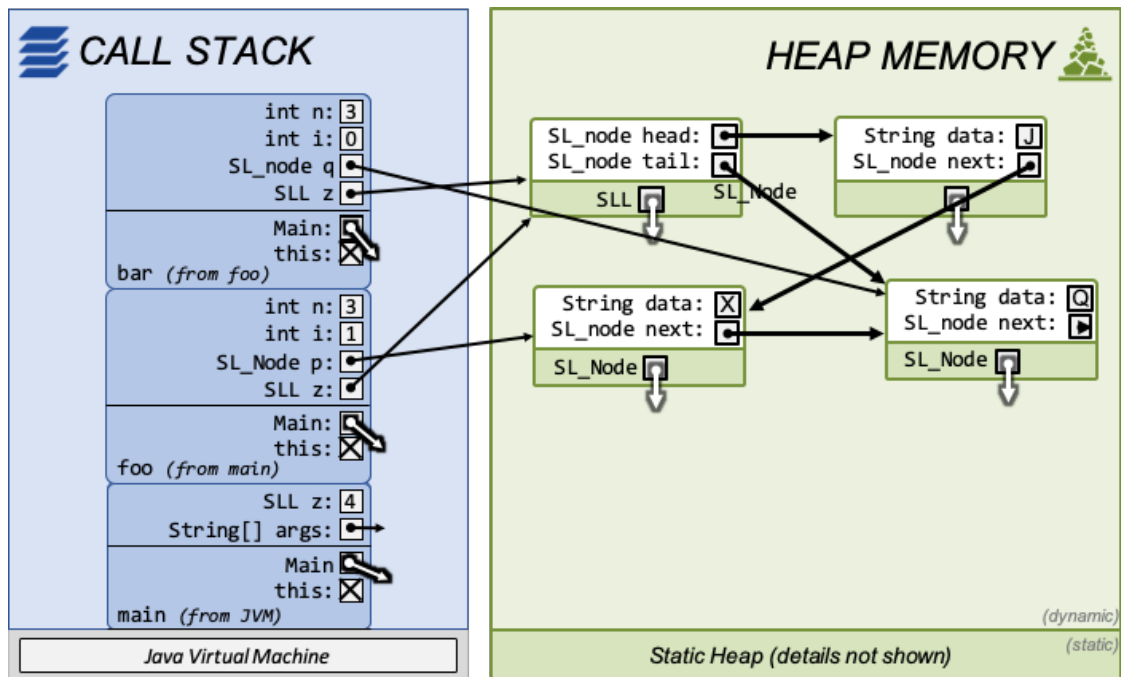 CALL STACK
int n: 3
int i: 0
SL_node q
SLL z
Main:
this:
bar (from foo)
int n: 3
int i: 1
SL_Node p:
SLL z:
Main:
this:
foo (from main)
SLL z: 4
String[] args:
Main
this:
main (from JVM)
Java Virtual Machine
HEAP MEMORY
SL_node head:
SL_node tail:
SLL
SL_Node
String data: J
SL_node next:
String data: X
SL_node next:
SL_Node
String data: Q
SL_node next:
SL_Node
(dynamic)
(static)
Static Heap (details not shown)